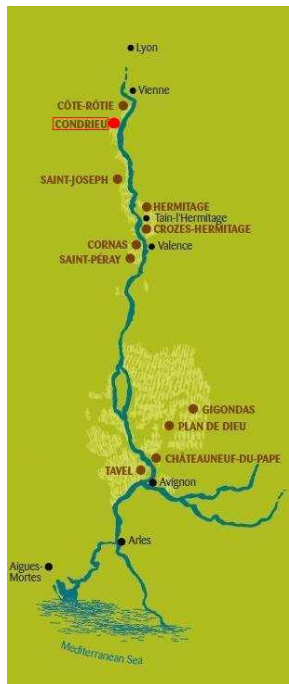 Lyon
Vienne
CÔTE-RÔTIE
CONDRIEU
SAINT-JOSEPH
HERMITAGE
Tain-l'Hermitage
CROZES-HERMITAGE
CORNAS
Valence
SAINT-PÉRAY
GIGONDAS
PLAN DE DIEU
CHÂTEAUNEUF-DU-PAPE
TAVEL
Avignon
Arles
Aigues-
Mortes
Mediterranean Sea